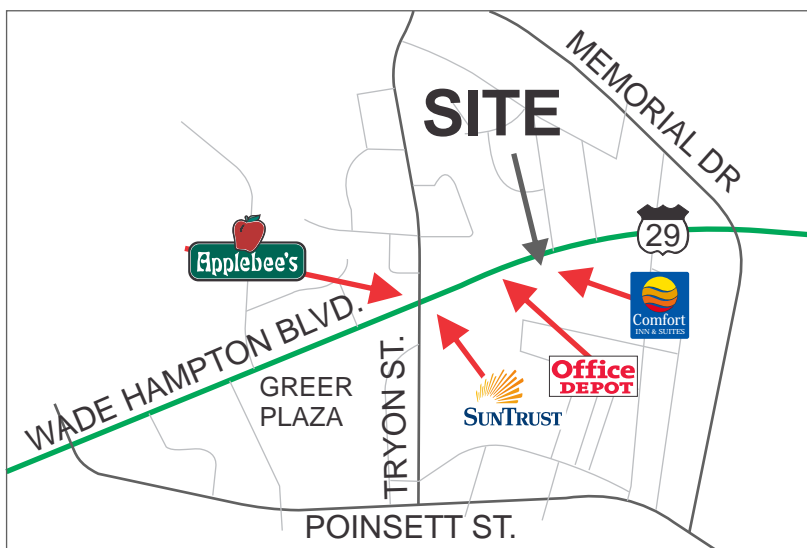 MEMORIAL DR
SITE
29
Applebee's
Comfort
INN & SUITES
WADE HAMPTON BLVD.
Office
DEPOT
GREER
PLAZA
TRYON ST.
SUNTRUST
POINSETT ST.